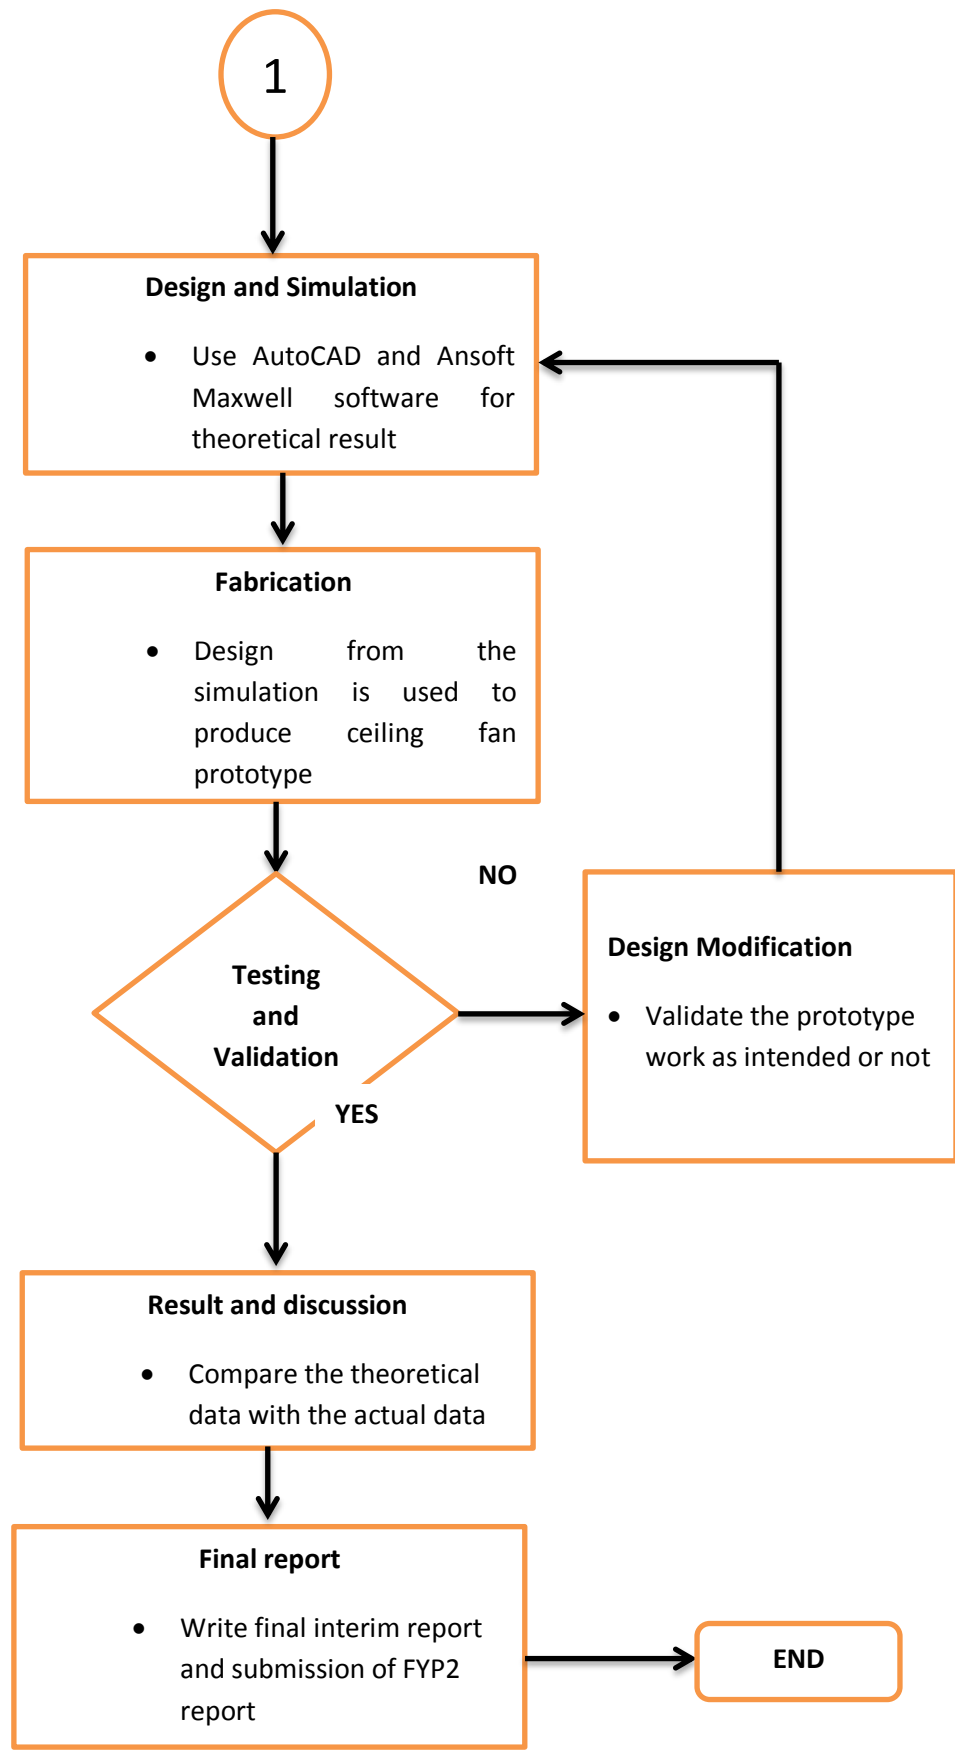 1
Design and Simulation
• Use AutoCAD and Ansoft
Maxwell software for
theoretical result
Fabrication
• Design from the
simulation is used to
produce ceiling fan
prototype
NO
Testing
and
Validation
YES
Design Modification
• Validate the prototype
work as intended or not
Result and discussion
• Compare the theoretical
data with the actual data
Final report
• Write final interim report
and submission of FYP2
report
END